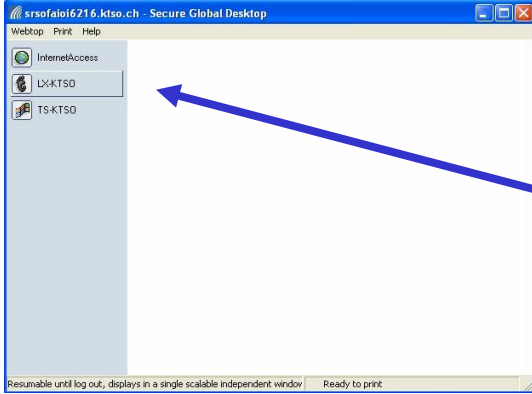 srsofaioi6216.ktso.ch - Secure Global Desktop
Webtop Print Help
InternetAccess
LX-KTSO
TS-KTSO
Resumable until log out, displays in a single scalable independent window Ready to print